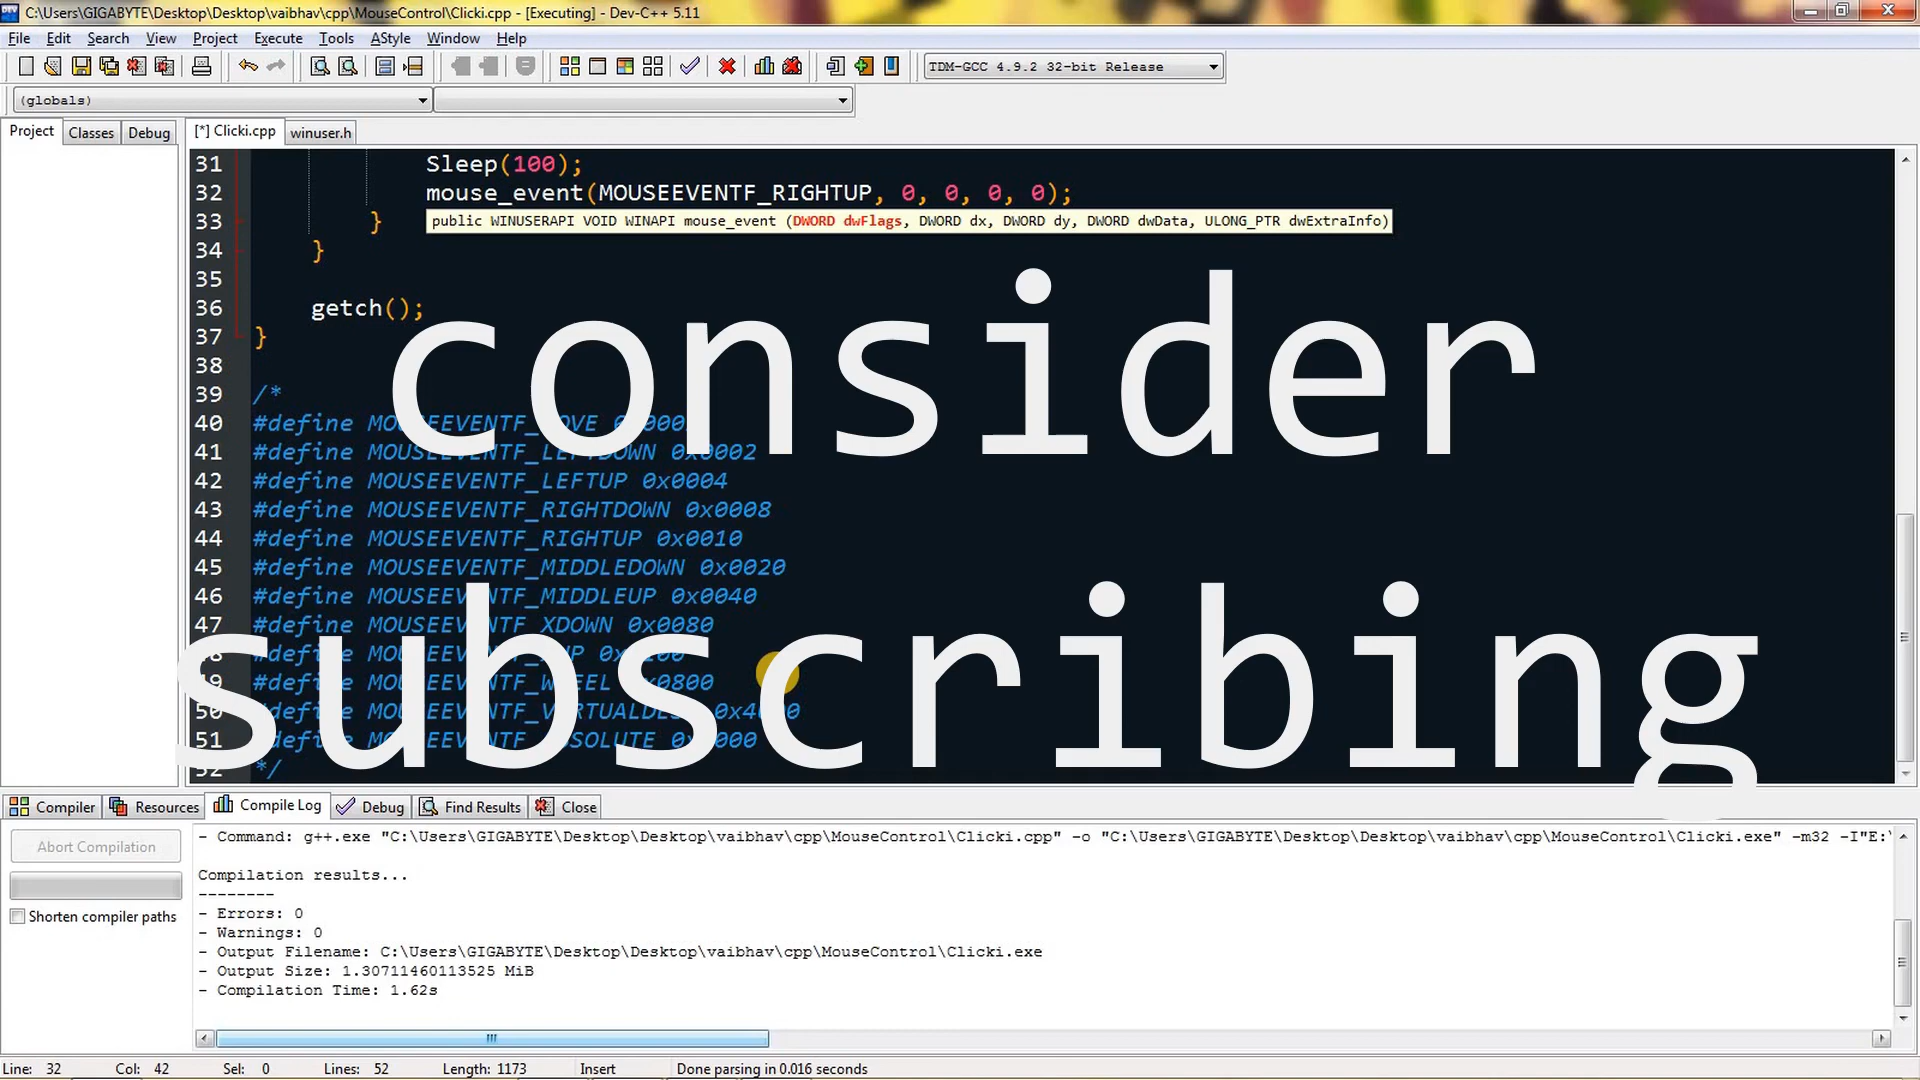 C:\Users\GIGABYTE\Desktop\Desktop\vaibhav\cpp\MouseControl\Clicki.cpp - [Executing] - Dev-C++ 5.11
File Edit Search View Project Execute Tools AStyle Window Help
TDM-GCC 4.9.2 32-bit Release
(globals)
Project Classes Debug [*] Clicki.cpp winuser.h
31 Sleep(100);
32 mouse_event(MOUSEEVENTF_RIGHTUP, 0, 0, 0, 0);
33 } public WINUSERAPI VOID WINAPI mouse_event (DWORD dwFlags, DWORD dx, DWORD dy, DWORD dwData, ULONG_PTR dwExtraInfo)
34 }
35
36 getch();
37 }
38
consider
39 /*
40 #define
41 #define
42 #define MOUSEEVENTF_LEFTUP 0x0004
43 #define MOUSEEVENTF_RIGHTDOWN 0x0008
44 #define MOUSEEVENTF_RIGHTUP 0x0010
45 #define MOUSEEVENTF_MIDDLEDOWN 0x0020
46 #define MOUSEEVENTF_MIDDLEUP 0x0040
47 #define MOUSEEVENTF_XDOWN 0x0080
subscribing
51
*/
Compiler Resources Compile Log Debug Find Results Close
Abort Compilation
Shorten compiler paths
- Command: g++.exe "C:\Users\GIGABYTE\Desktop\Desktop\vaibhav\cpp\MouseControl\Clicki.cpp" -o "C:\Users\GIGABYTE\Desktop\Desktop\vaibhav\cpp\MouseControl\Clicki.exe" -m32 -I"E:\
Compilation results...
--------
- Errors: 0
- Warnings: 0
- Output Filename: C:\Users\GIGABYTE\Desktop\Desktop\vaibhav\cpp\MouseControl\Clicki.exe
- Output Size: 1.30711460113525 MiB
- Compilation Time: 1.62s
Line: 32 Col: 42 Sel: 0 Lines: 52 Length: 1173 Insert Done parsing in 0.016 seconds